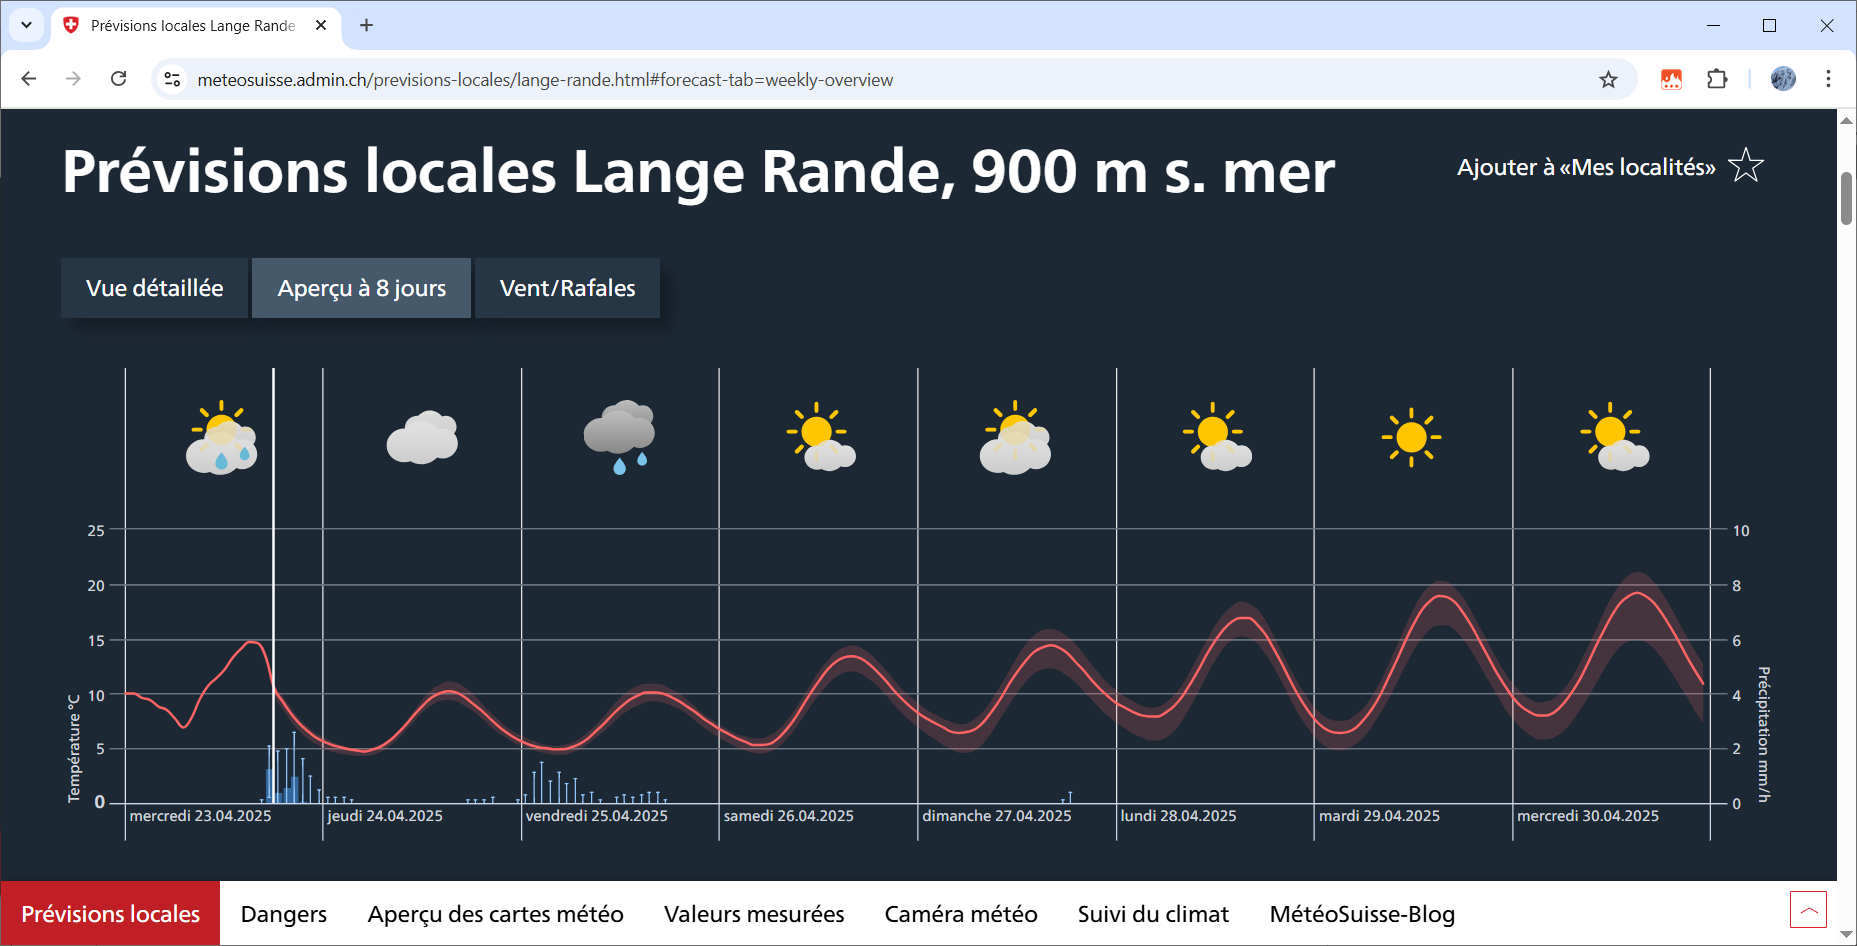 Prévisions locales Lange Rande
meteosuisse.admin.ch/previsions-locales/lange-rande.html#forecast-tab=weekly-overview
Prévisions locales Lange Rande, 900 m s. mer
Ajouter à «Mes localités»
Vue détaillée
Aperçu à 8 jours
Vent/Rafales
25
20
15
10
5
0
Température °C
10
8
6
4
2
0
Précipitation mm/h
mercredi 23.04.2025
jeudi 24.04.2025
vendredi 25.04.2025
samedi 26.04.2025
dimanche 27.04.2025
lundi 28.04.2025
mardi 29.04.2025
mercredi 30.04.2025
Prévisions locales
Dangers
Aperçu des cartes météo
Valeurs mesurées
Caméra météo
Suivi du climat
MétéoSuisse-Blog